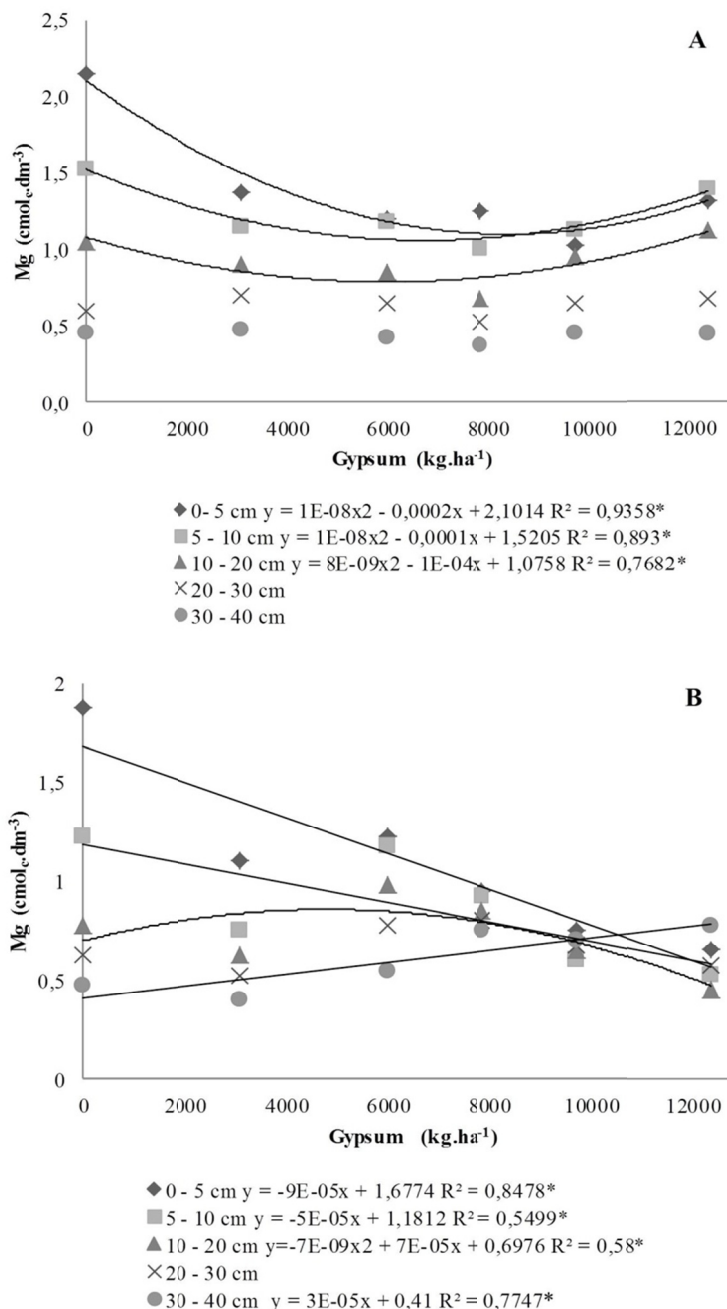 A
2,5
2,0
1,5
1,0
0,5
0,0
Mg (cmolc.dm-3)
0 2000 4000 6000 8000 10000 12000
Gypsum (kg.ha-1)
0- 5 cm y = 1E-08x2 - 0,0002x + 2,1014 R² = 0,9358*
5 - 10 cm y = 1E-08x2 - 0,0001x + 1,5205 R² = 0,893*
10 - 20 cm y = 8E-09x2 - 1E-04x + 1,0758 R² = 0,7682*
20 - 30 cm
30 - 40 cm
B
2
1,5
1
0,5
0
Mg (cmolc.dm-3)
0 2000 4000 6000 8000 10000 12000
Gypsum (kg.ha-1)
0 - 5 cm y = -9E-05x + 1,6774 R² = 0,8478*
5 - 10 cm y = -5E-05x + 1,1812 R² = 0,5499*
10 - 20 cm y=-7E-09x2 + 7E-05x + 0,6976 R² = 0,58*
20 - 30 cm
30 - 40 cm y = 3E-05x + 0,41 R² = 0,7747*